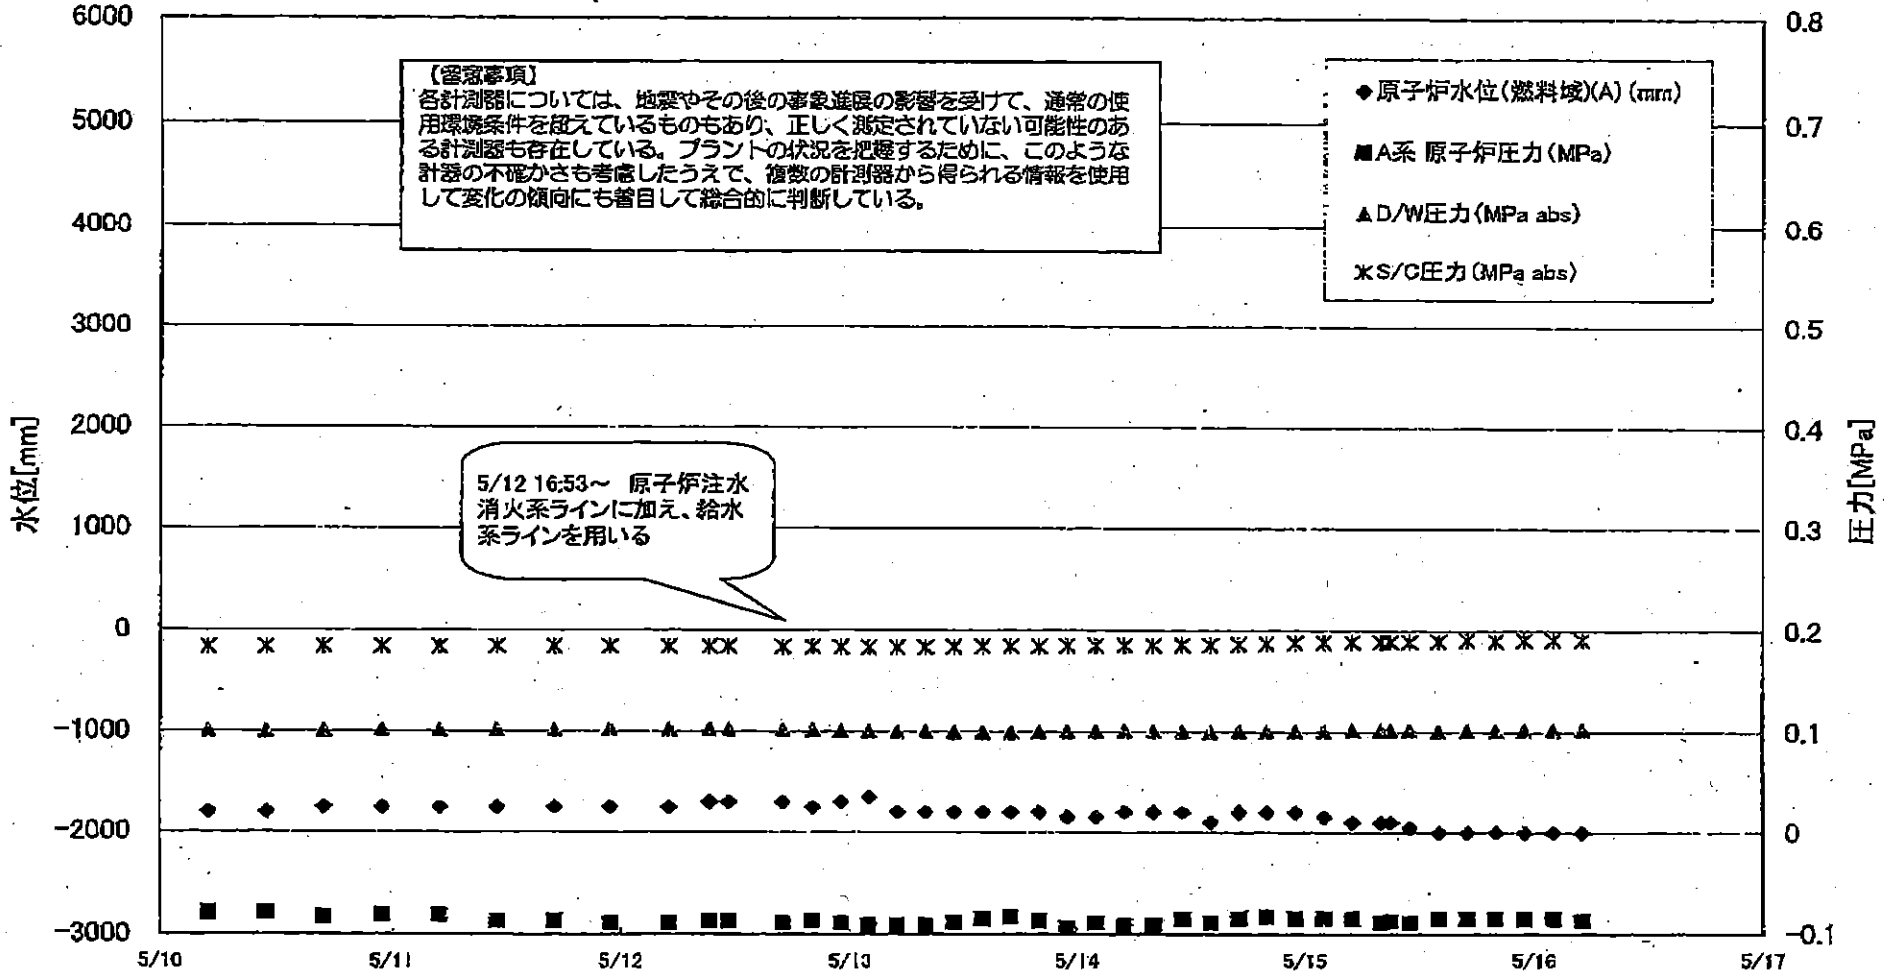 6000
5000
4000
3000
2000
1000
0
-1000
-2000
-3000
水位[mm]
【留意事項】
各計測器については、地震やその後の事象進展の影響を受けて、通常の使
用環境条件を超えているものもあり、正しく測定されていない可能性のあ
る計測器も存在している。プラントの状況を把握するために、このような
計器の不確かさも考慮したうえで、複数の計測器から得られる情報を使用
して変化の傾向にも着目して総合的に判断している。
◆原子炉水位(燃料域)(A)(mm)
■A系 原子炉圧力(MPa)
▲D/W圧力(MPa abs)
S/C圧力(MPa abs)
5/12 16:53～ 原子炉注水
消火系ラインに加え、給水
系ラインを用いる
0.8
0.7
0.6
0.5
0.4
0.3
0.2
0.1
0
-0.1
圧力[MPa]
5/10 5/11 5/12 5/13 5/14 5/15 5/16 5/17